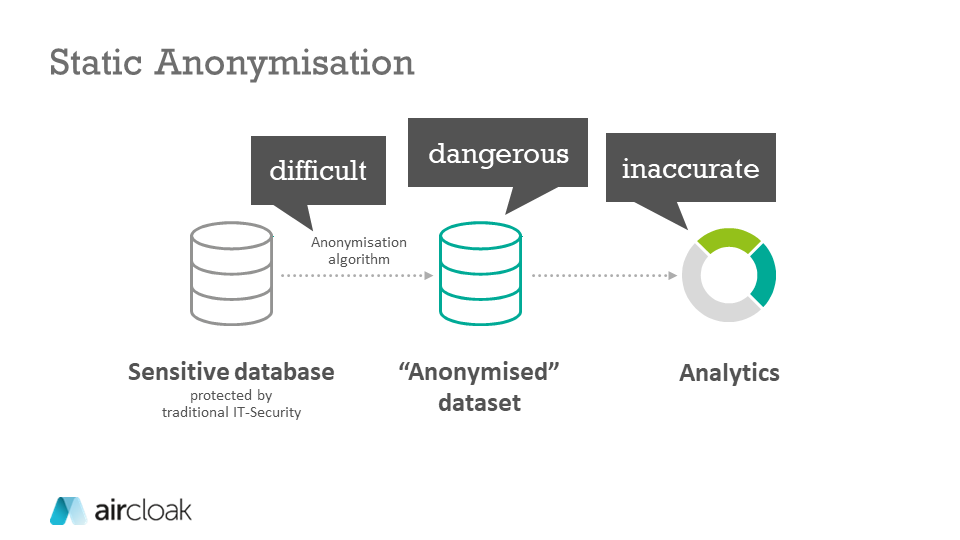 Static Anonymisation
difficult
dangerous
inaccurate
Anonymisation
algorithm
Sensitive database
protected by
traditional IT-Security
“Anonymised”
dataset
Analytics
aircloak